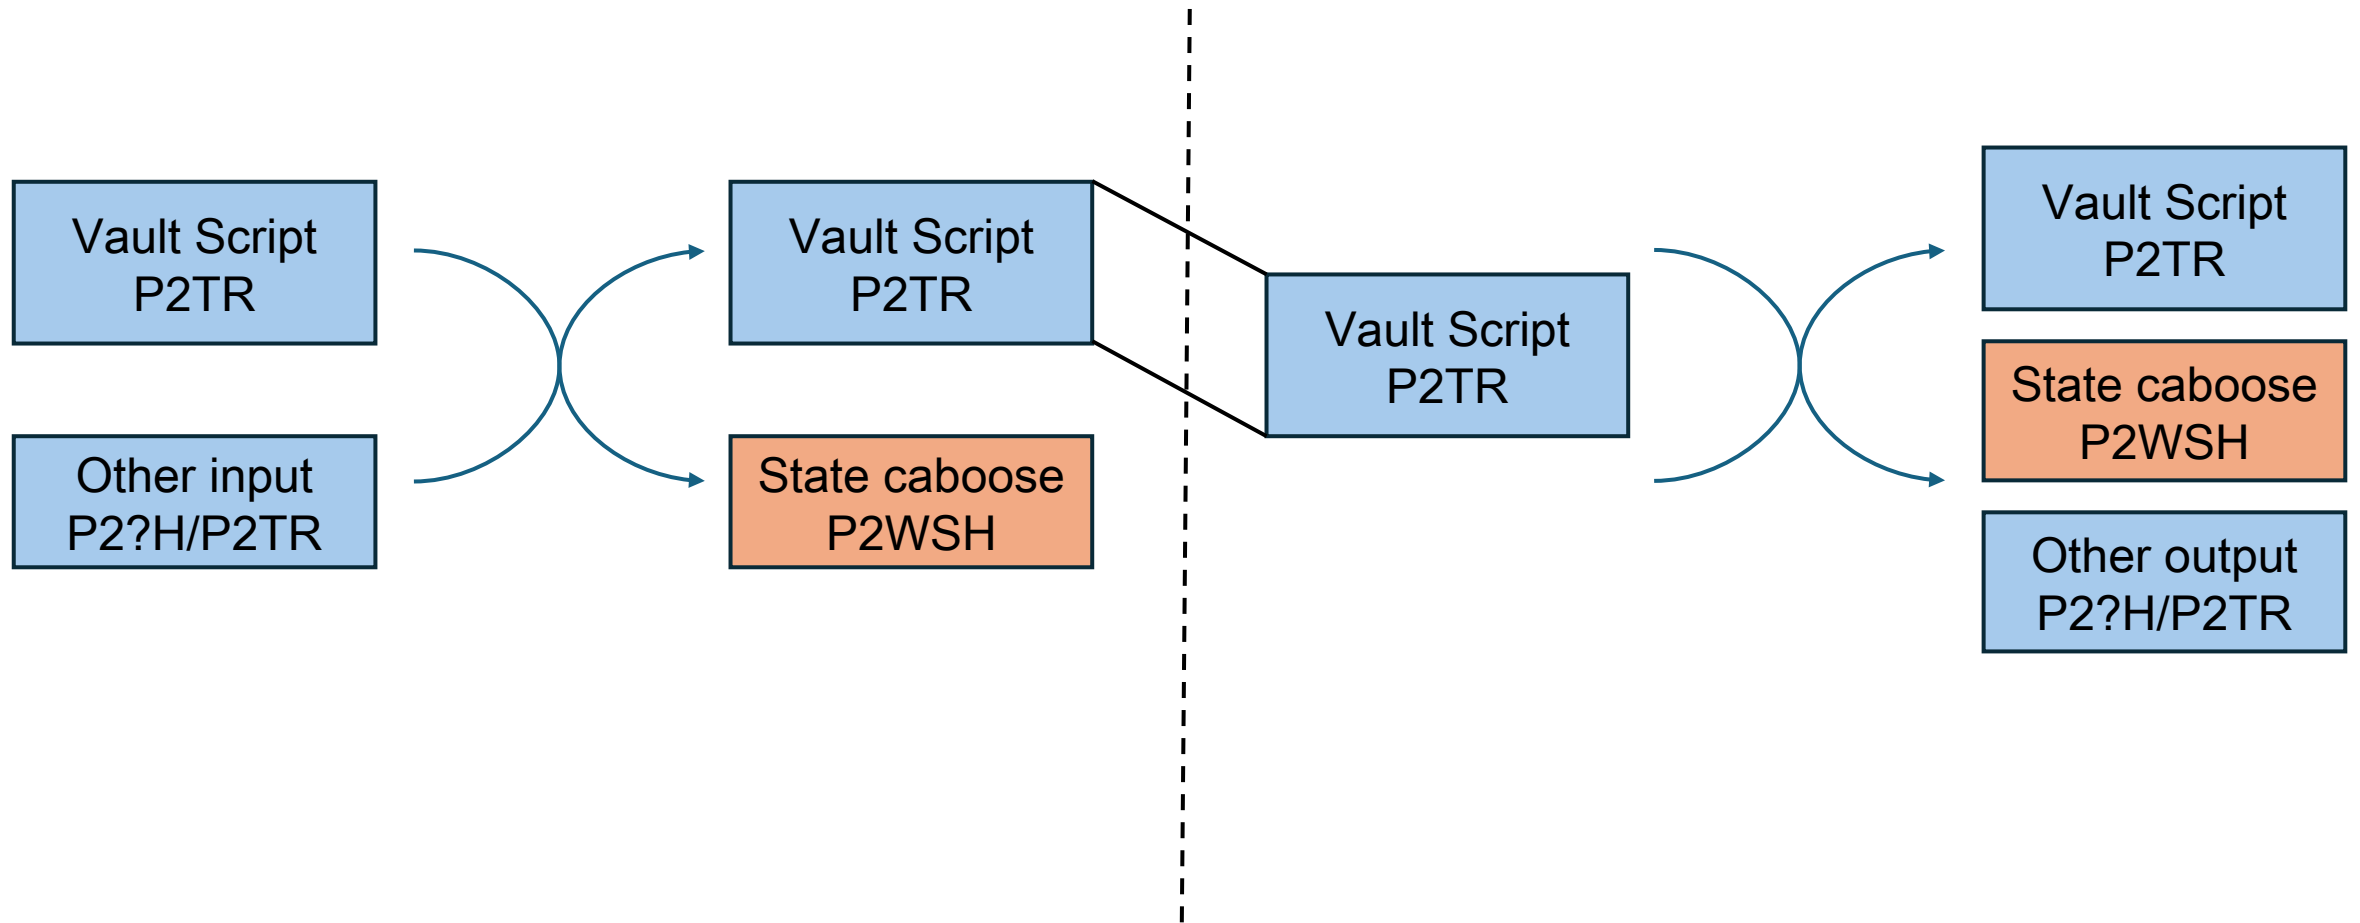 Vault Script
P2TR
Other input
P2?H/P2TR
Vault Script
P2TR
State caboose
P2WSH
Vault Script
P2TR
Vault Script
P2TR
State caboose
P2WSH
Other output
P2?H/P2TR